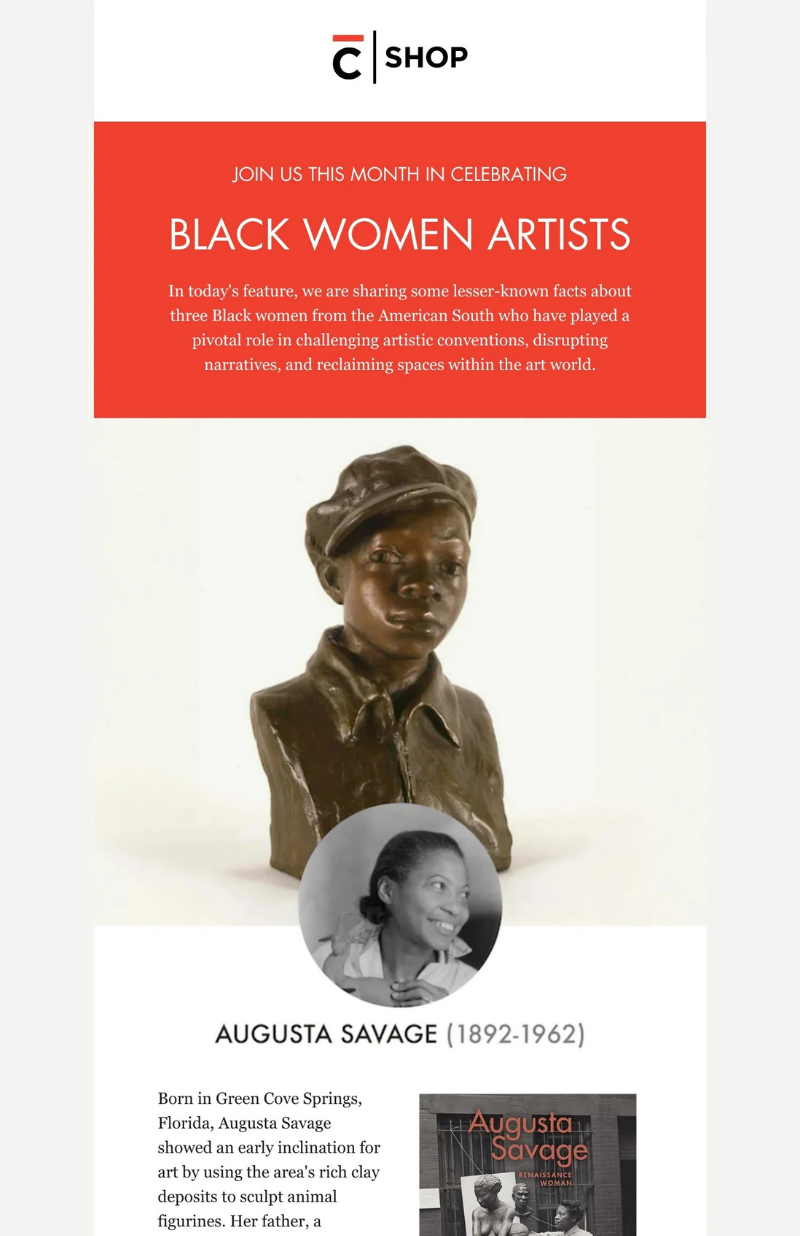 C SHOP
JOIN US THIS MONTH IN CELEBRATING
BLACK WOMEN ARTISTS
In today's feature, we are sharing some lesser-known facts about
three Black women from the American South who have played a
pivotal role in challenging artistic conventions, disrupting
narratives, and reclaiming spaces within the art world.
AUGUSTA SAVAGE (1892-1962)
Born in Green Cove Springs,
Florida, Augusta Savage
showed an early inclination for
art by using the area's rich clay
deposits to sculpt animal
figurines. Her father, a
Augusta
Savage
RENAISSANCE
WOMAN